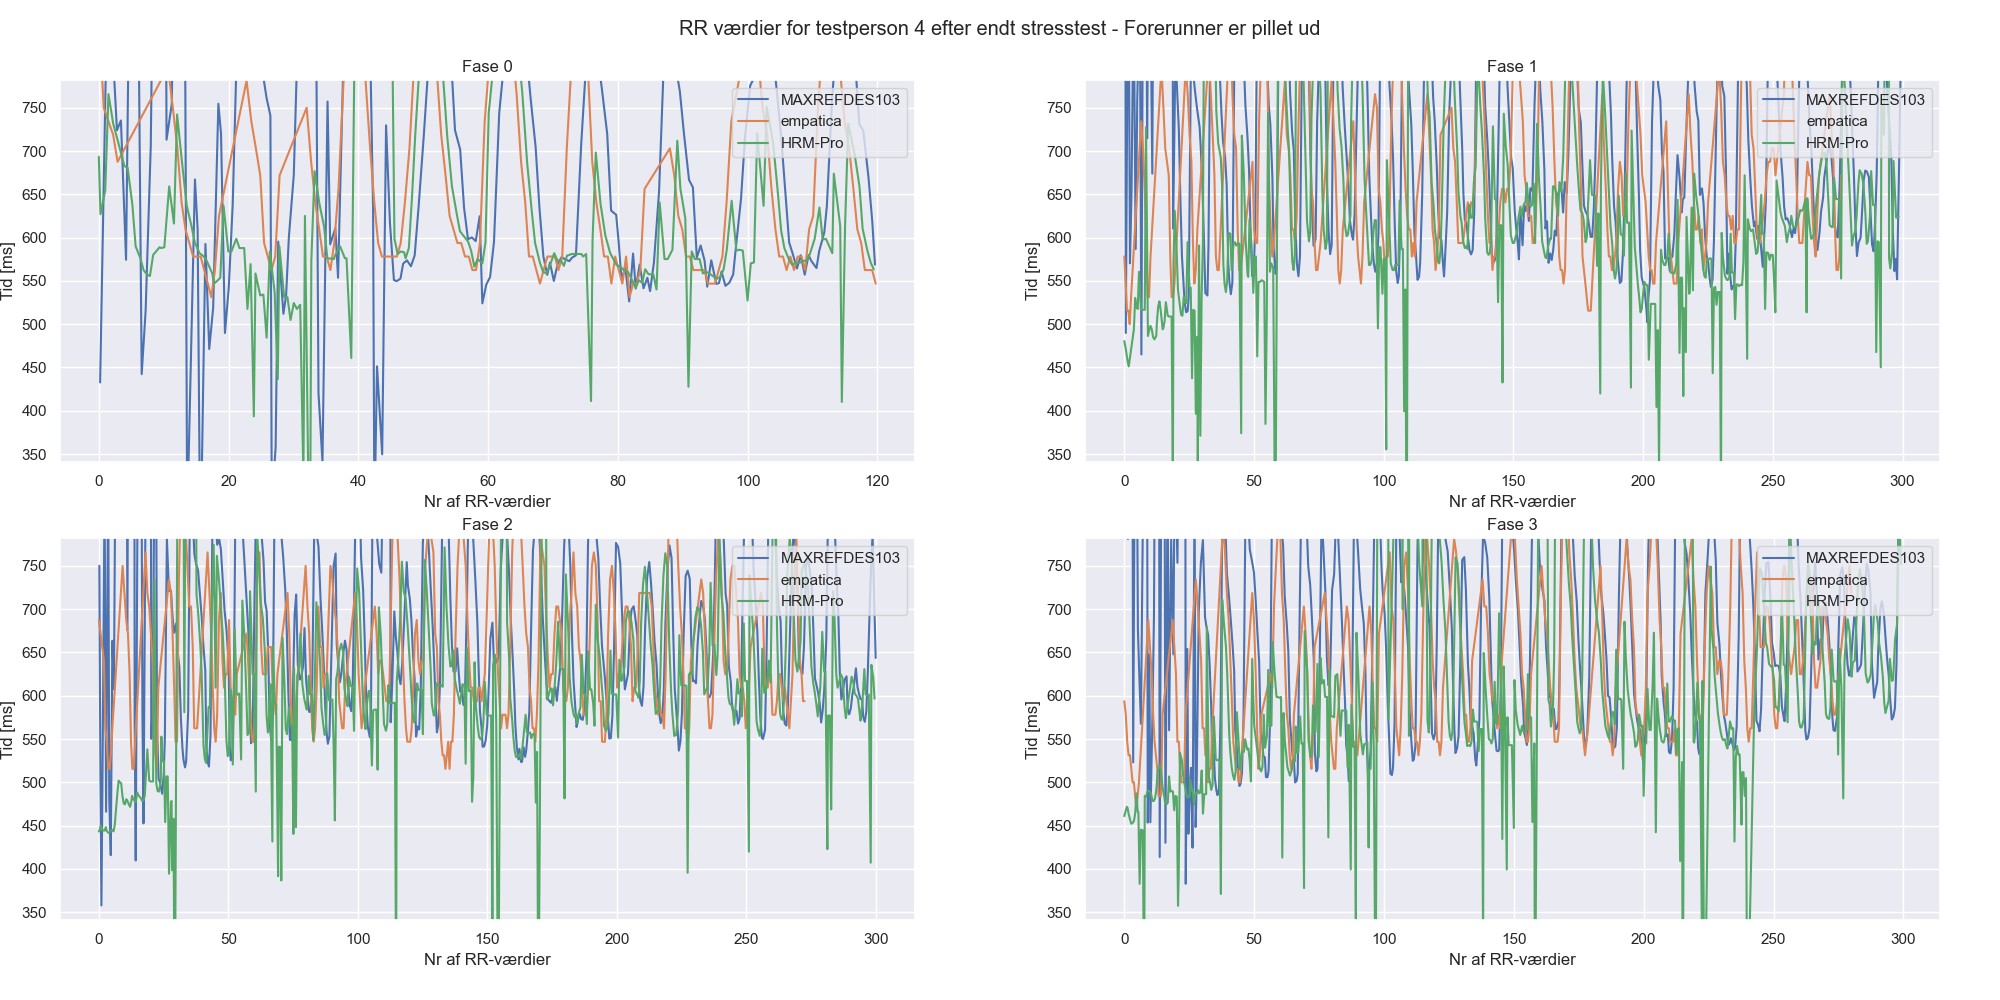 RR værdier for testperson 4 efter endt stresstest - Forerunner er pillet ud
Fase 0
750
700
650
600
550
500
450
400
350
Tid [ms]
0 20 40 60 80 100 120
Nr af RR-værdier
MAXREFDES103
empatica
HRM-Pro
Fase 1
750
700
650
600
550
500
450
400
350
Tid [ms]
0 50 100 150 200 250 300
Nr af RR-værdier
MAXREFDES103
empatica
HRM-Pro
Fase 2
750
700
650
600
550
500
450
400
350
Tid [ms]
0 50 100 150 200 250 300
Nr af RR-værdier
MAXREFDES103
empatica
HRM-Pro
Fase 3
750
700
650
600
550
500
450
400
350
Tid [ms]
0 50 100 150 200 250 300
Nr af RR-værdier
MAXREFDES103
empatica
HRM-Pro